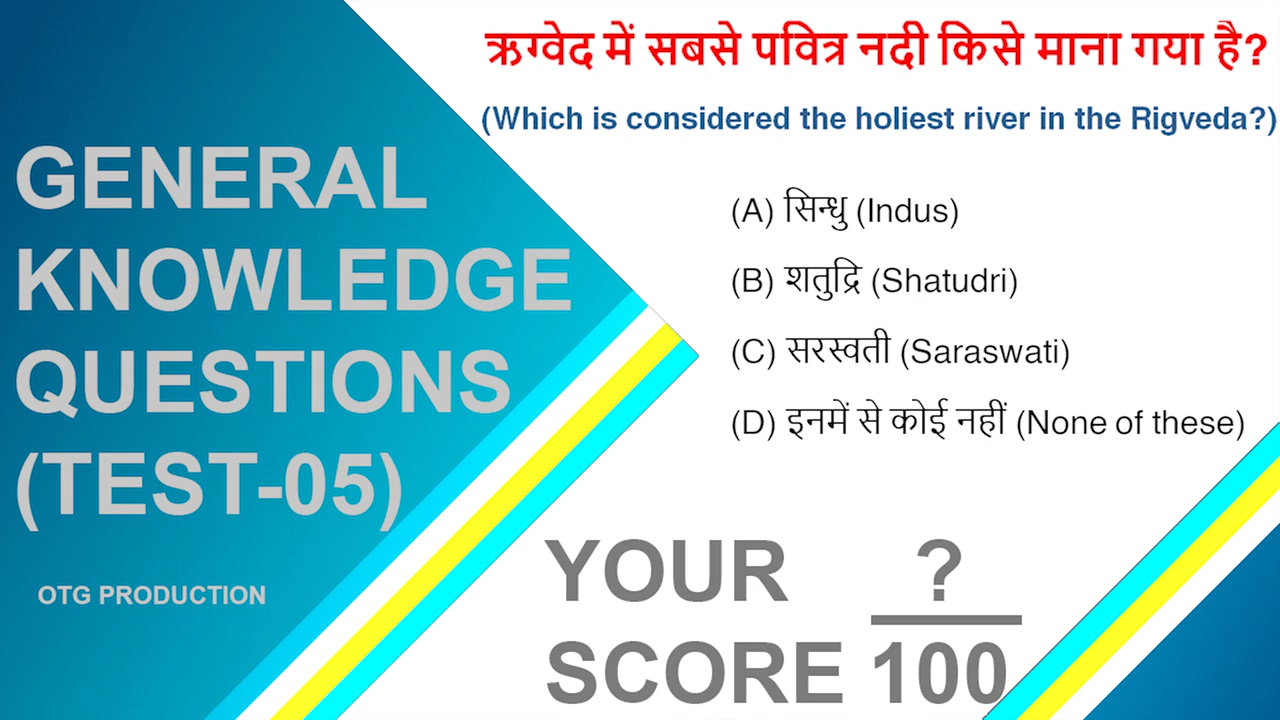 GENERAL
KNOWLEDGE
QUESTIONS
(TEST-05)
OTG PRODUCTION
ऋग्वेद में सबसे पवित्र नदी किसे माना गया है?
(Which is considered the holiest river in the Rigveda?)
(A) सिन्धु (Indus)
(B) शतुद्रि (Shatudri)
(C) सरस्वती (Saraswati)
(D) इनमें से कोई नहीं (None of these)
YOUR ?
SCORE 100